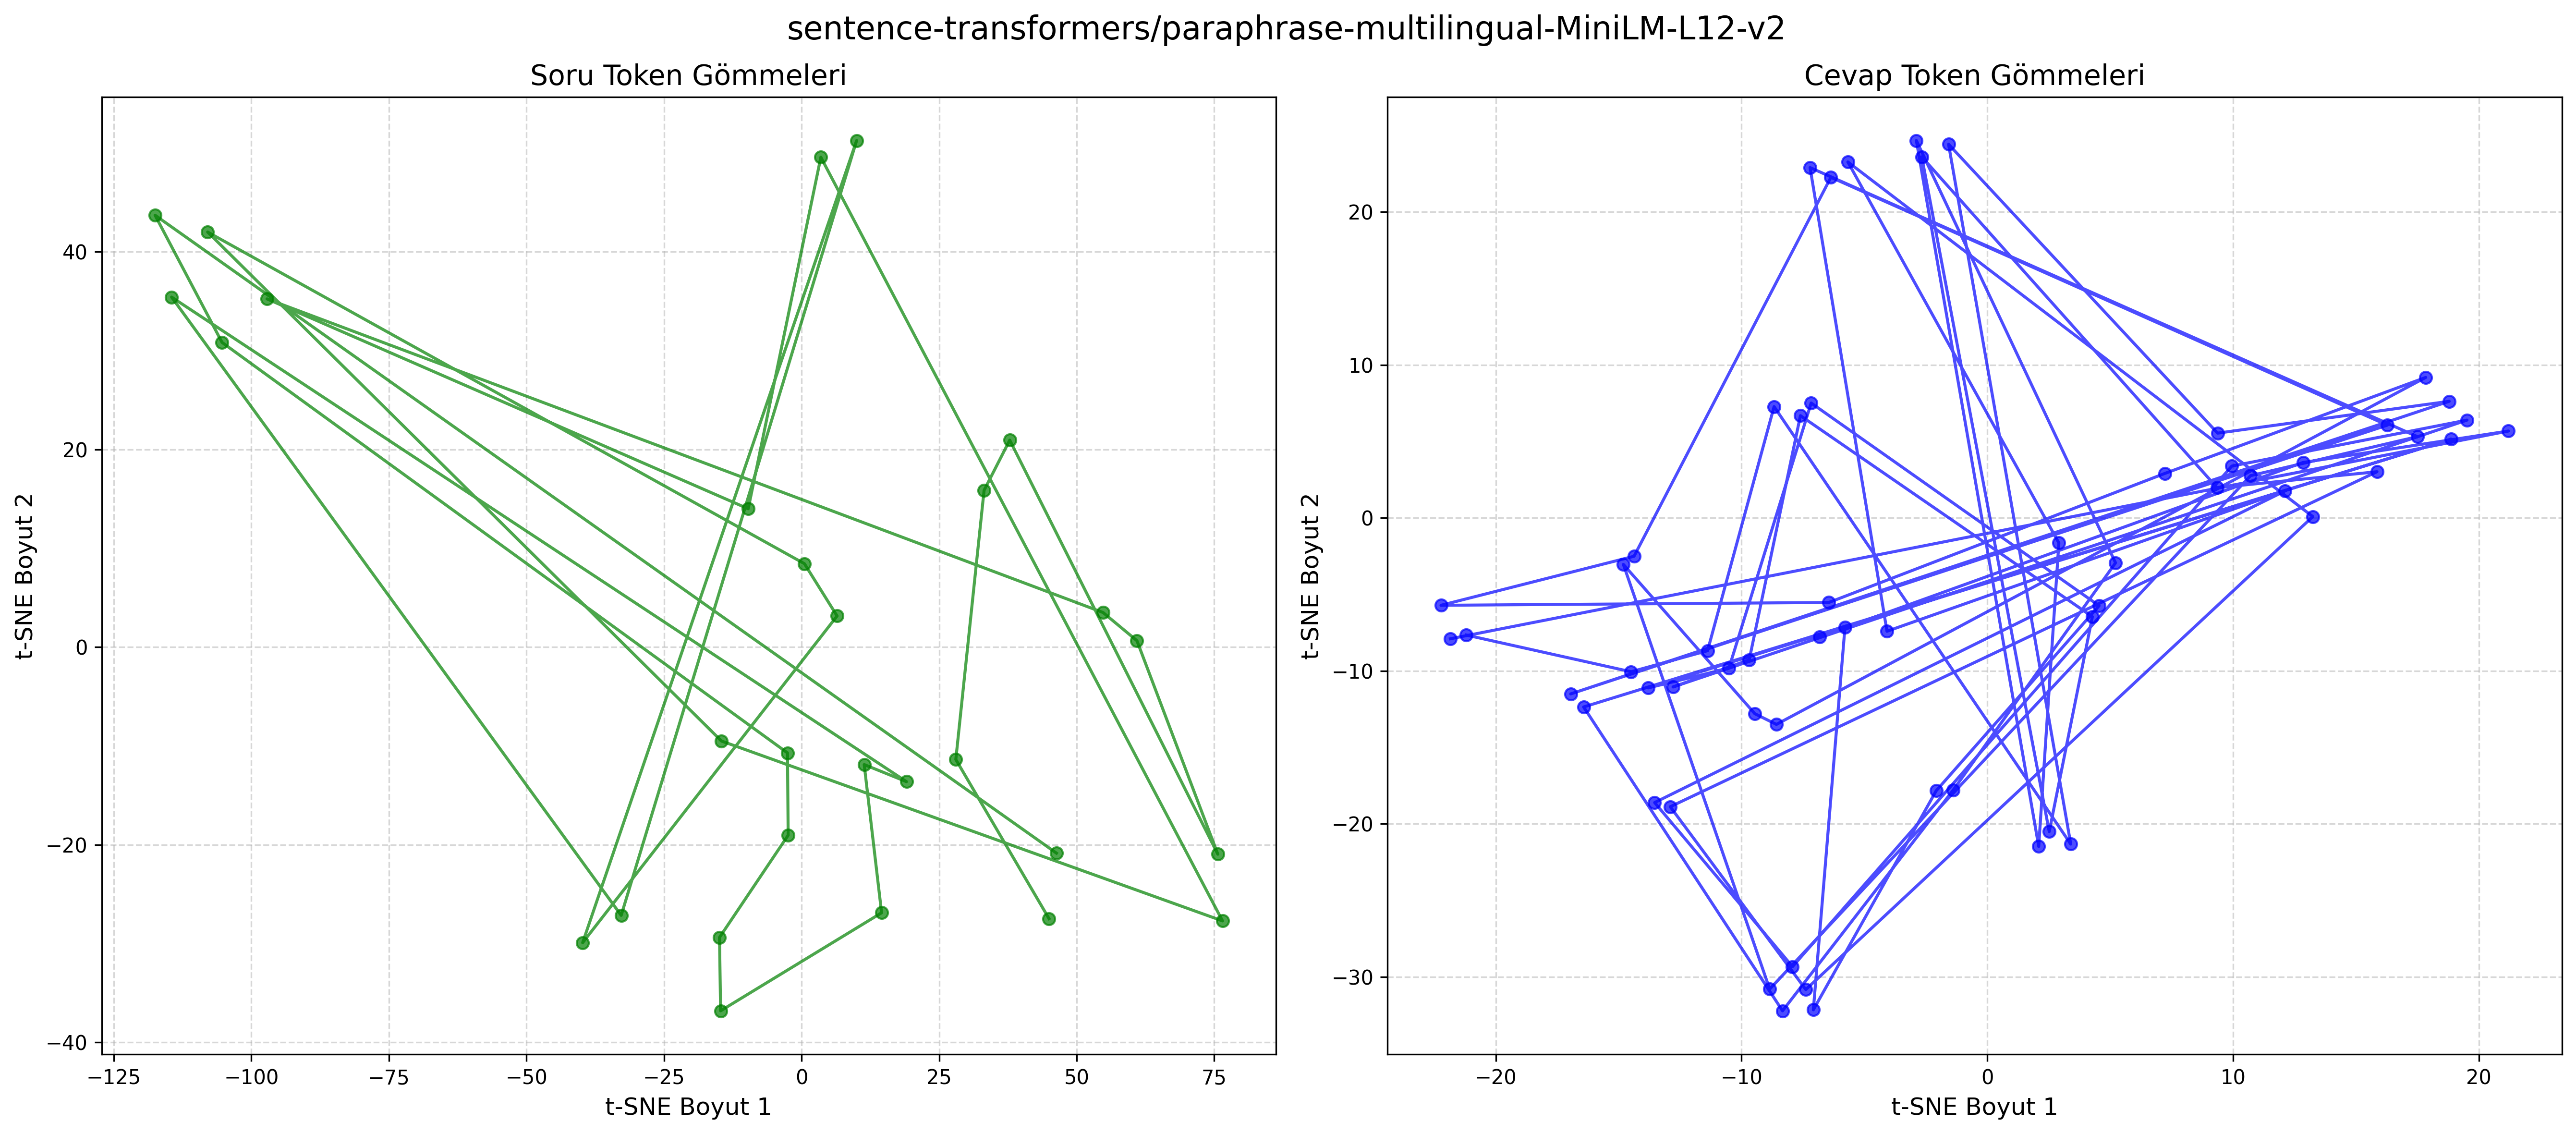 sentence-transformers/paraphrase-multilingual-MiniLM-L12-v2
Soru Token Gömmeleri
40
20
0
−20
−40
t-SNE Boyut 2
−125 −100 −75 −50 −25 0 25 50 75
t-SNE Boyut 1
Cevap Token Gömmeleri
20
10
0
−10
−20
−30
t-SNE Boyut 2
−20 −10 0 10 20
t-SNE Boyut 1